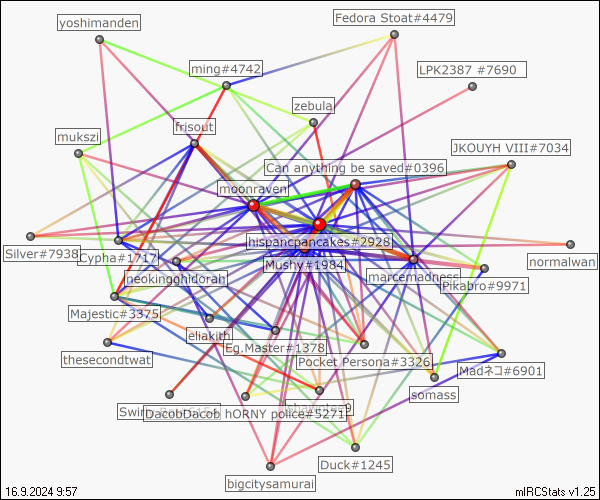 yoshimanden
Fedora Stoat#4479
ming#4742
LPK2387 #7690
zebula
frisout
mukszi
JKOUYH VIII#7034
Can anything be saved#0396
moonraven
hispancpancakes#2928
Silver#7938
Cypha#1717
normalwan
Mushy#1984
marcemadness
neokingghidorah
Pikabro#9971
Majestic#3375
eliakith
Eg.Master#1378
thesecondtwat
Pocket Persona#3326
Madネコ#6901
somass
DacobDacob
hORNY police#5271
Duck#1245
bigcitysamurai
16.9.2024 9:57
mIRCStats v1.25